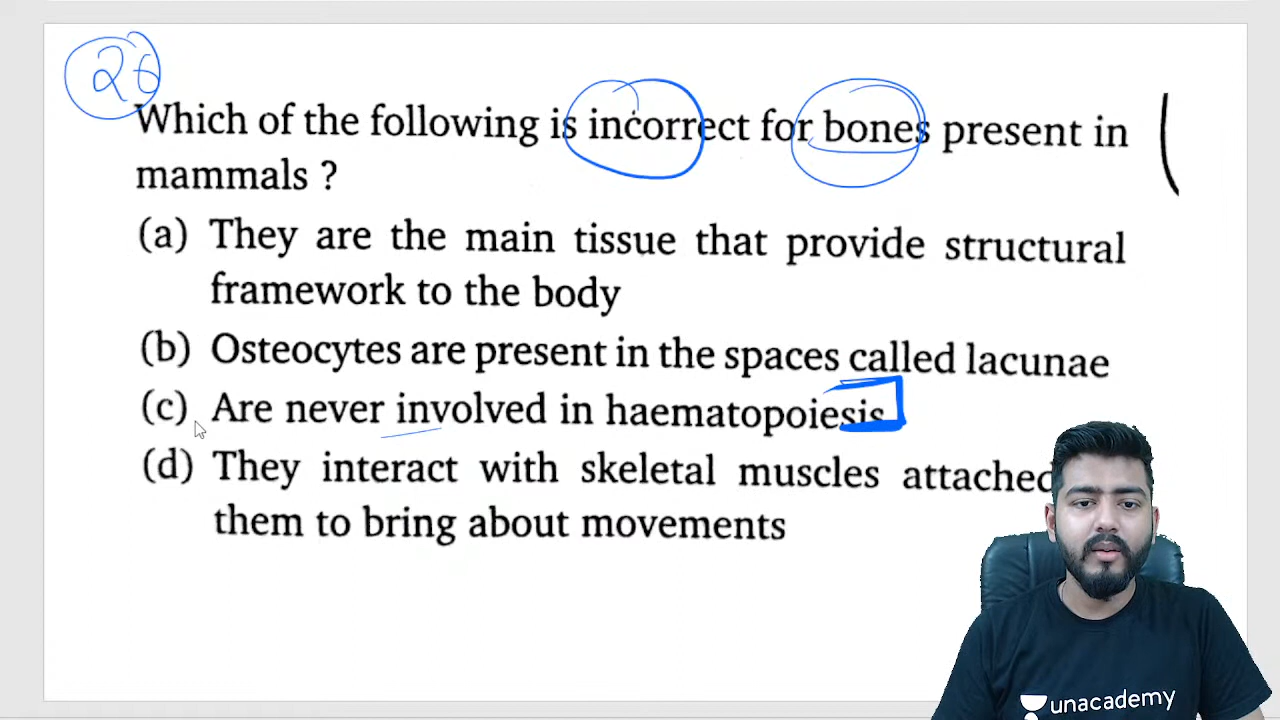 26
Which of the following is incorrect for bones present in
mammals ?
(a) They are the main tissue that provide structural
framework to the body
(b) Osteocytes are present in the spaces called lacunae
(c) Are never involved in haematopoiesis
(d) They interact with skeletal muscles attached
them to bring about movements
unacademy